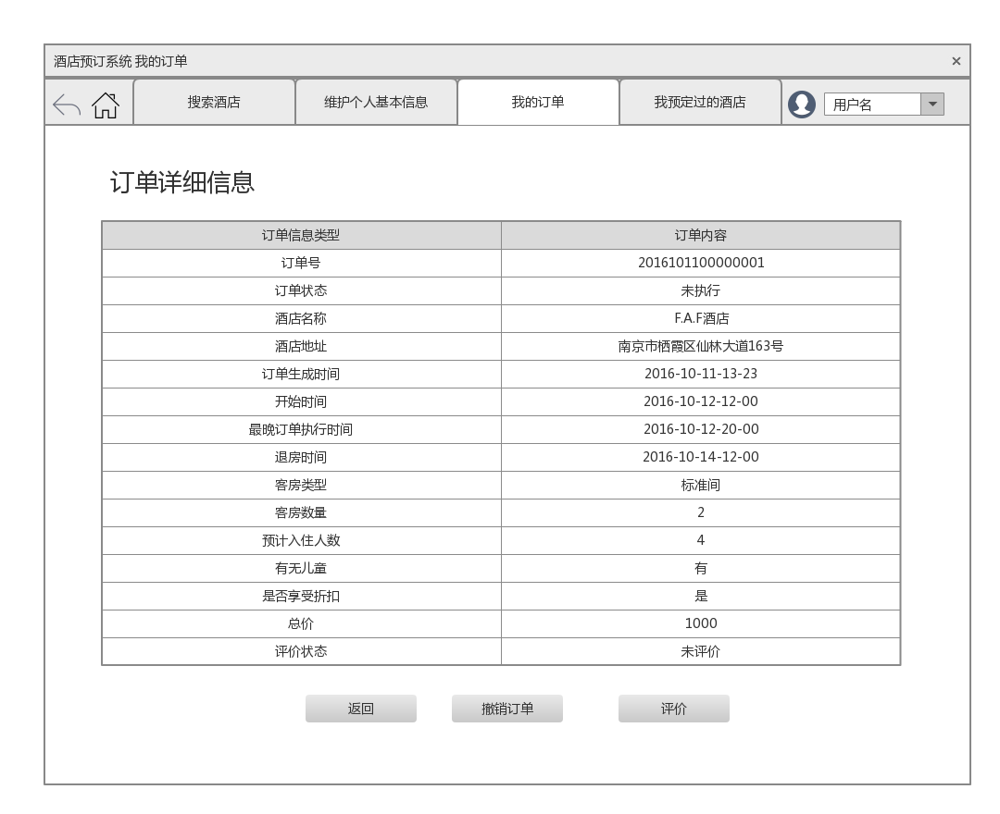 酒店预订系统 我的订单
搜索酒店 维护个人基本信息 我的订单 我预定过的酒店 用户名
订单详细信息
订单信息类型 订单内容
订单号 2016101100000001
订单状态 未执行
酒店名称 F.A.F酒店
酒店地址 南京市栖霞区仙林大道163号
订单生成时间 2016-10-11-13-23
开始时间 2016-10-12-12-00
最晚订单执行时间 2016-10-12-20-00
退房时间 2016-10-14-12-00
客房类型 标准间
客房数量 2
预计入住人数 4
有无儿童 有
是否享受折扣 是
总价 1000
评价状态 未评价
返回 撤销订单 评价